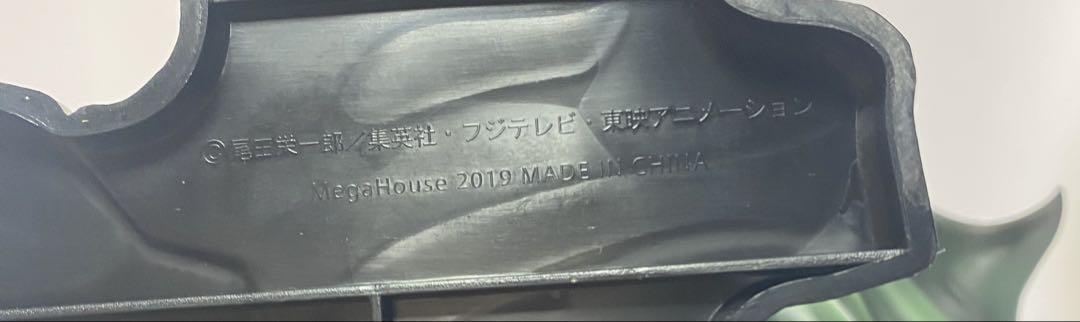 ©尾田栄一郎／集英社・フジテレビ・東映アニメーション
MegaHouse 2019 MADE IN CHINA